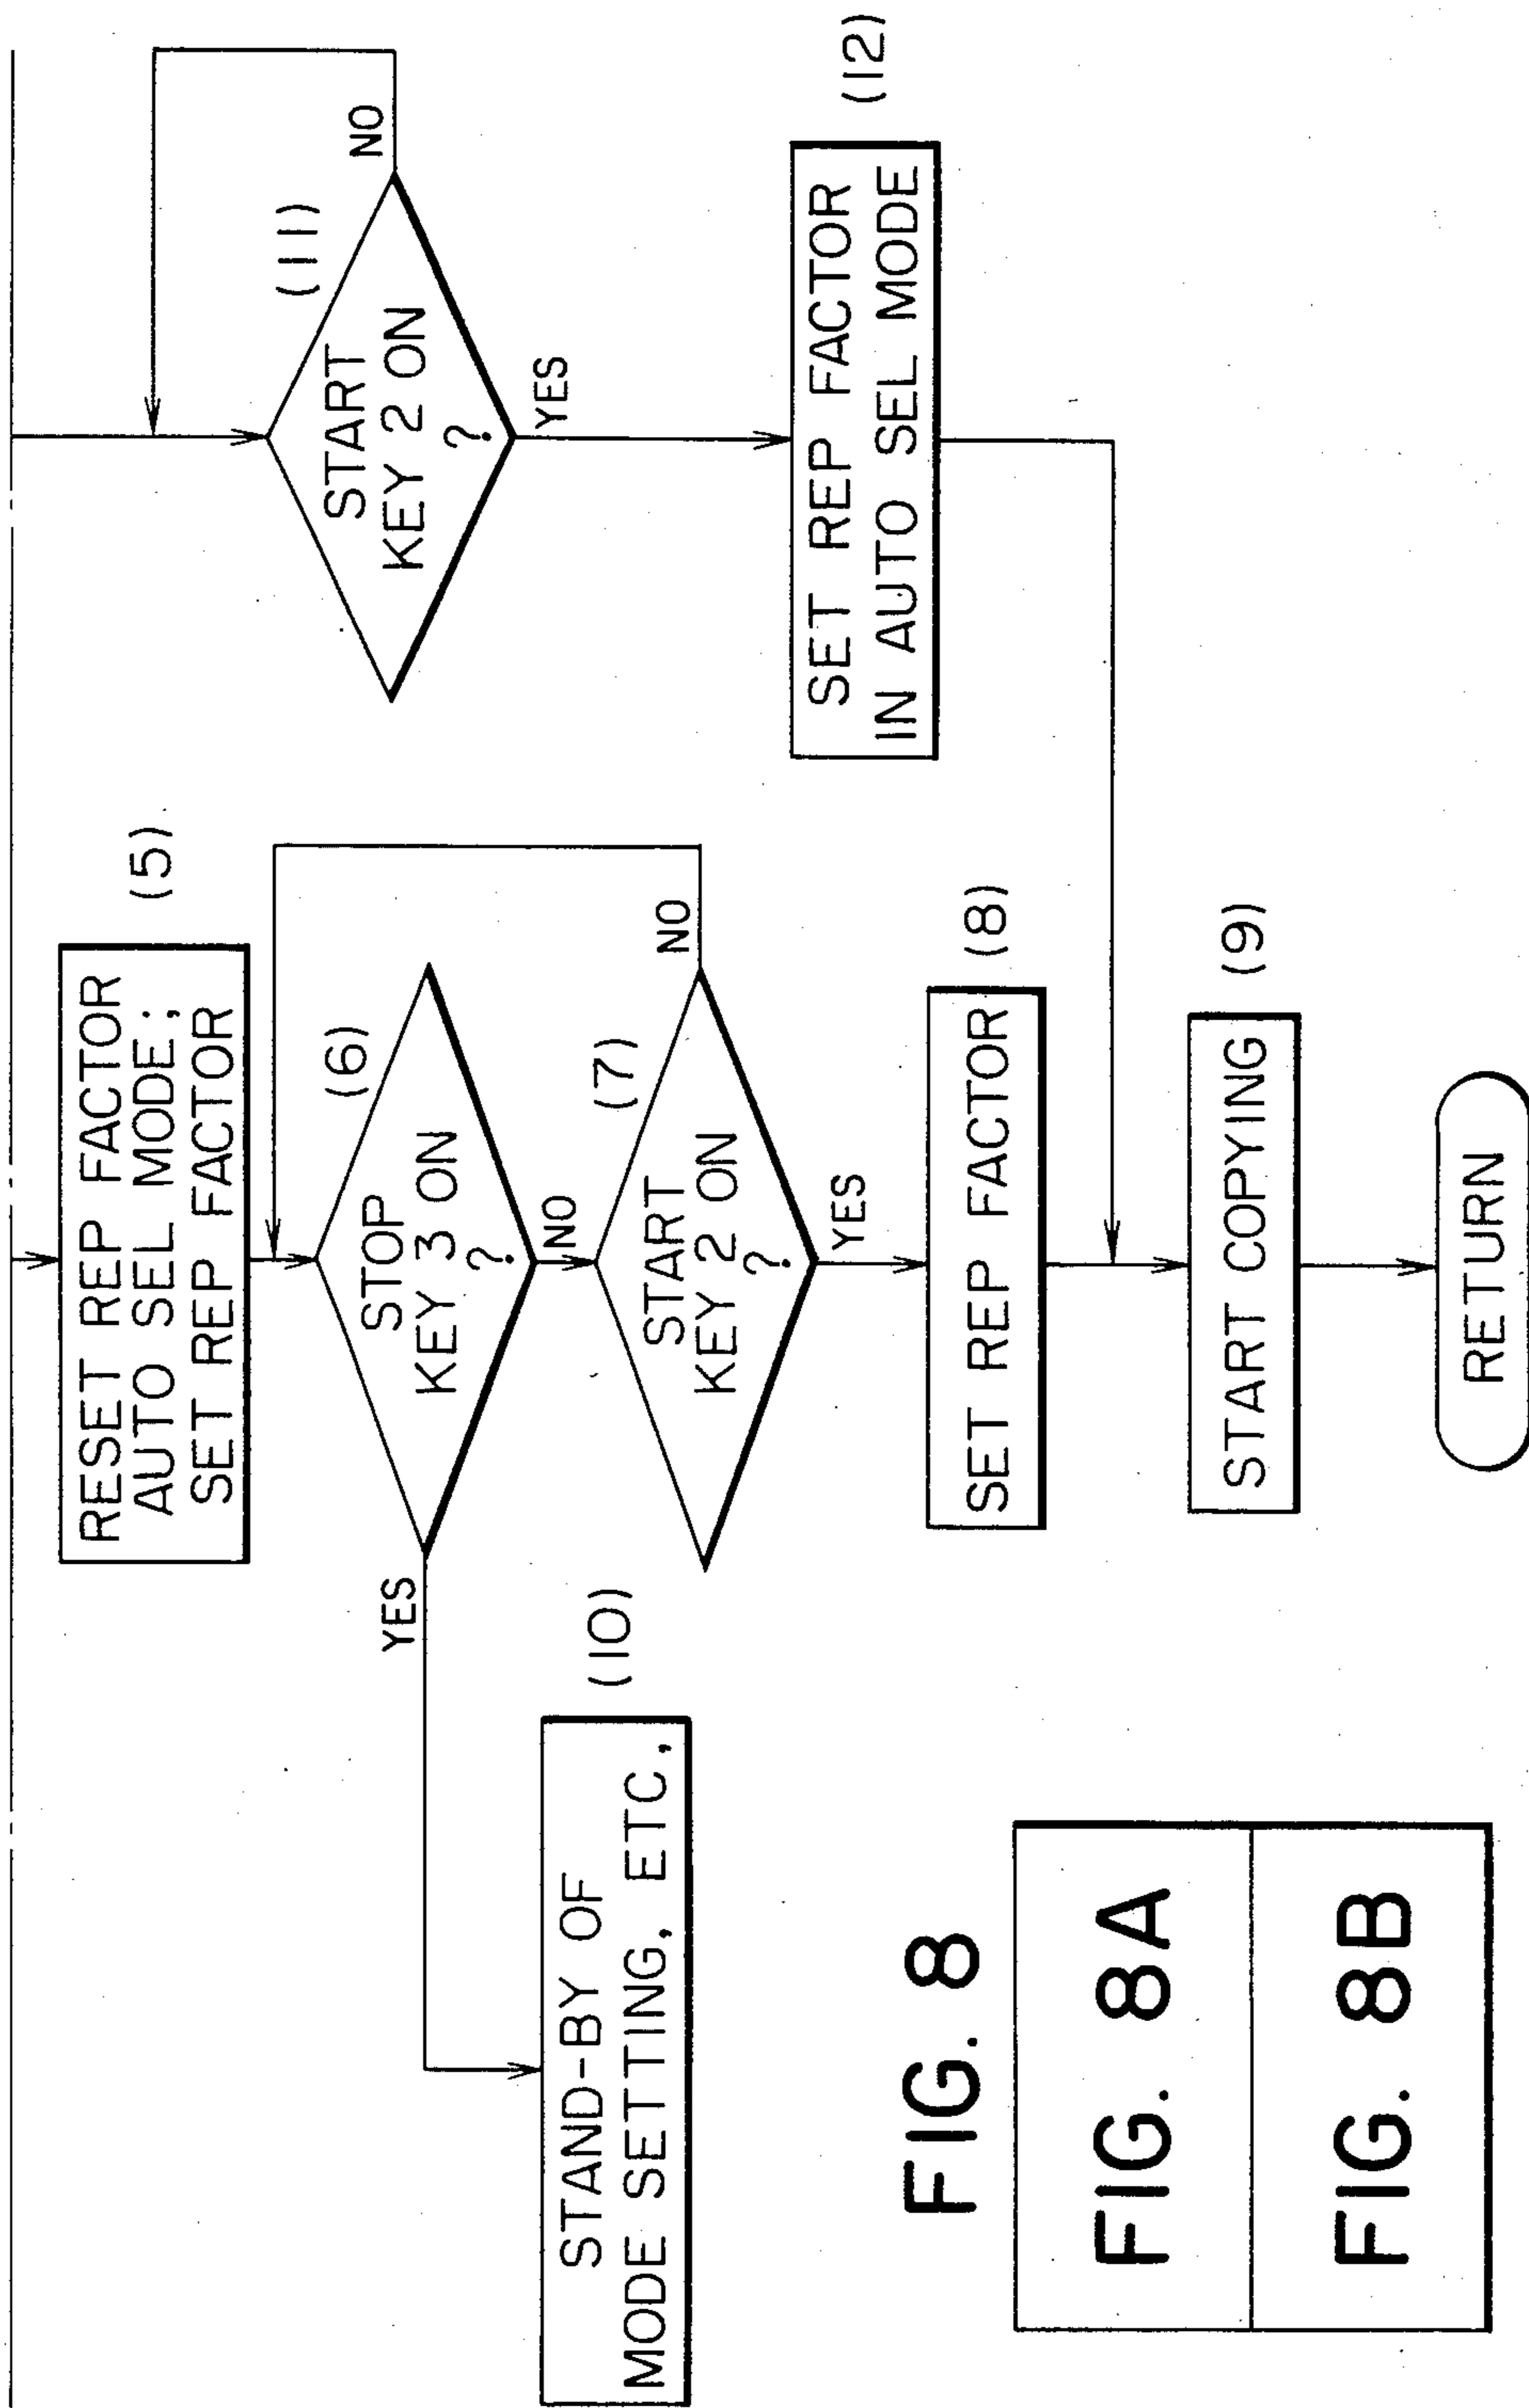 RESET REP FACTOR
AUTO SEL MODE;
SET REP FACTOR
(5)
STOP
KEY 3 ON
?
(6)
YES
NO
STAND-BY OF
MODE SETTING, ETC,
(10)
START
KEY 2 ON
?
(7)
NO
YES
SET REP FACTOR
(8)
START COPYING
(9)
RETURN
START
KEY 2 ON
?
(11)
NO
YES
SET REP FACTOR
IN AUTO SEL MODE
(12)
FIG. 8
FIG. 8A
FIG. 8B